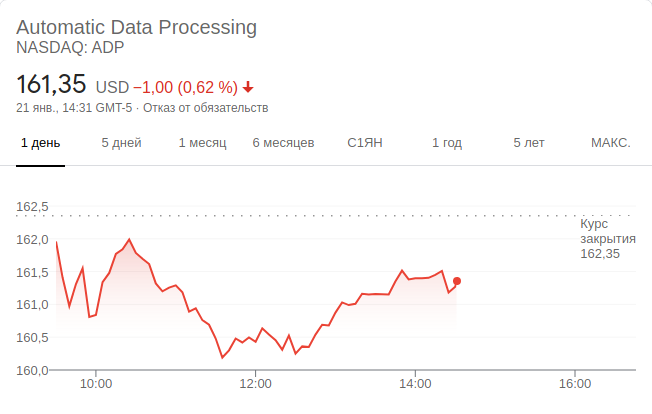 Automatic Data Processing
NASDAQ: ADP
161,35 USD −1,00 (0,62 %)
21 янв., 14:31 GMT-5 · Отказ от обязательств
1 день 5 дней 1 месяц 6 месяцев С1ЯН 1 год 5 лет МАКС.
162,5
Курс
закрытия
162,35
162,0
161,5
161,0
160,5
160,0
10:00 12:00 14:00 16:00